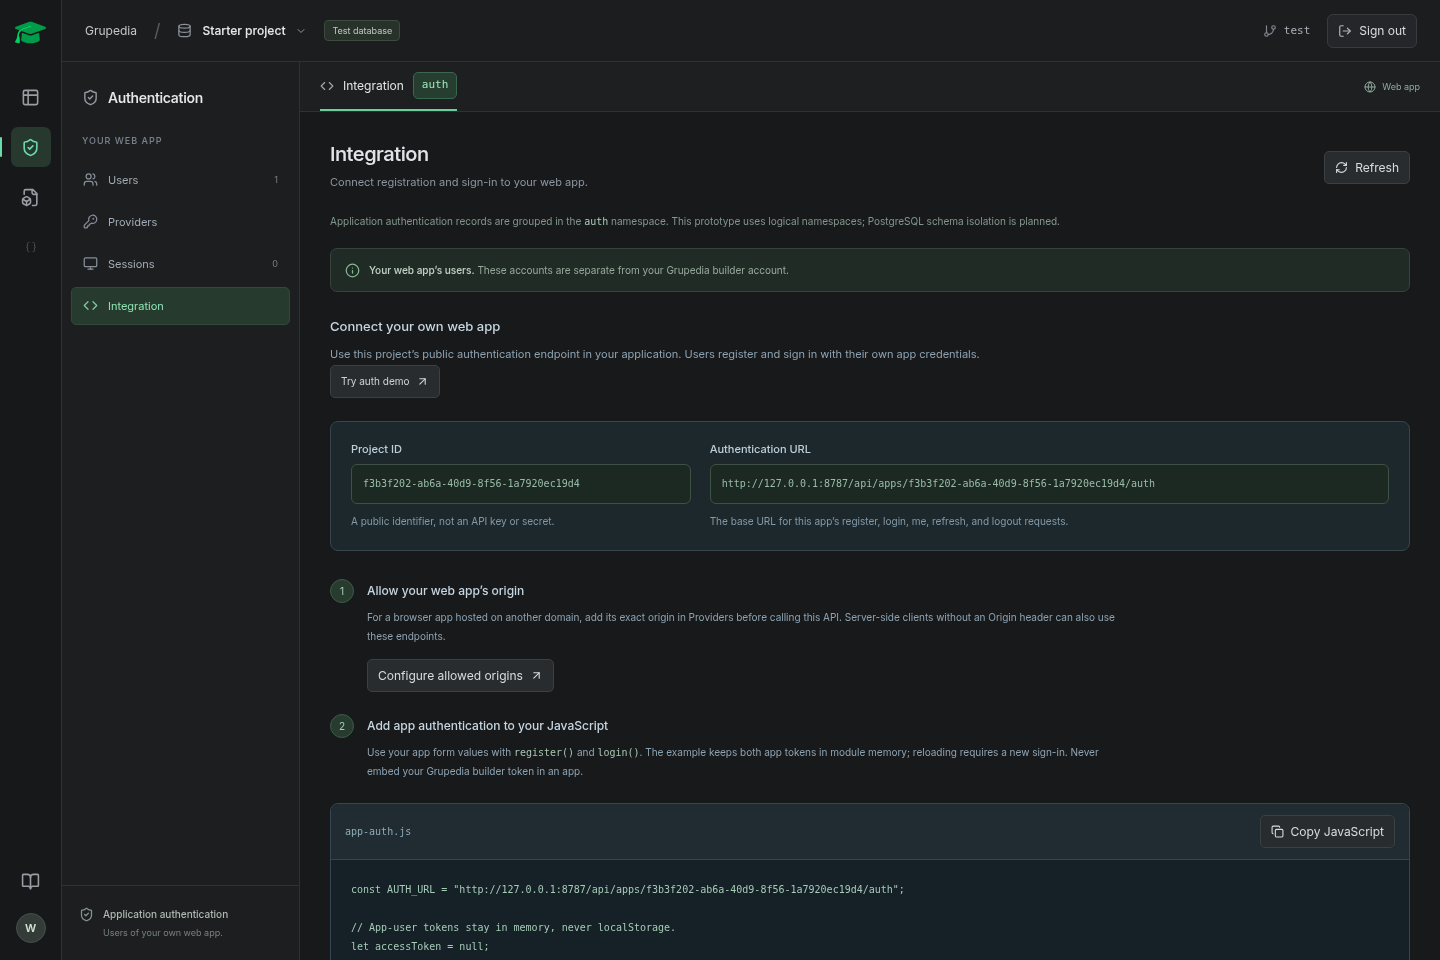 Grupedia / Starter project Test database
test Sign out
Authentication
YOUR WEB APP
Users 1
Providers
Sessions 0
Integration
Application authentication
Users of your own web app.
W
Integration auth
Web app
Integration
Connect registration and sign-in to your web app.
Refresh
Application authentication records are grouped in the auth namespace. This prototype uses logical namespaces; PostgreSQL schema isolation is planned.
Your web app’s users. These accounts are separate from your Grupedia builder account.
Connect your own web app
Use this project’s public authentication endpoint in your application. Users register and sign in with their own app credentials.
Try auth demo
Project ID
f3b3f202-ab6a-40d9-8f56-1a7920ec19d4
A public identifier, not an API key or secret.
Authentication URL
http://127.0.0.1:8787/api/apps/f3b3f202-ab6a-40d9-8f56-1a7920ec19d4/auth
The base URL for this app’s register, login, me, refresh, and logout requests.
1 Allow your web app’s origin
For a browser app hosted on another domain, add its exact origin in Providers before calling this API. Server-side clients without an Origin header can also use
these endpoints.
Configure allowed origins
2 Add app authentication to your JavaScript
Use your app form values with register() and login(). The example keeps both app tokens in module memory; reloading requires a new sign-in. Never
embed your Grupedia builder token in an app.
app-auth.js
Copy JavaScript
const AUTH_URL = "http://127.0.0.1:8787/api/apps/f3b3f202-ab6a-40d9-8f56-1a7920ec19d4/auth";
// App-user tokens stay in memory, never localStorage.
let accessToken = null;